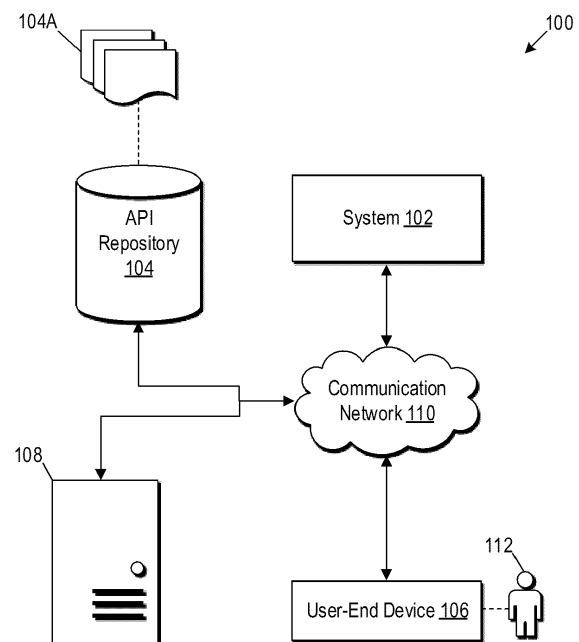 104A
100
API
Repository
104
System 102
Communication
Network 110
108
112
User-End Device 106